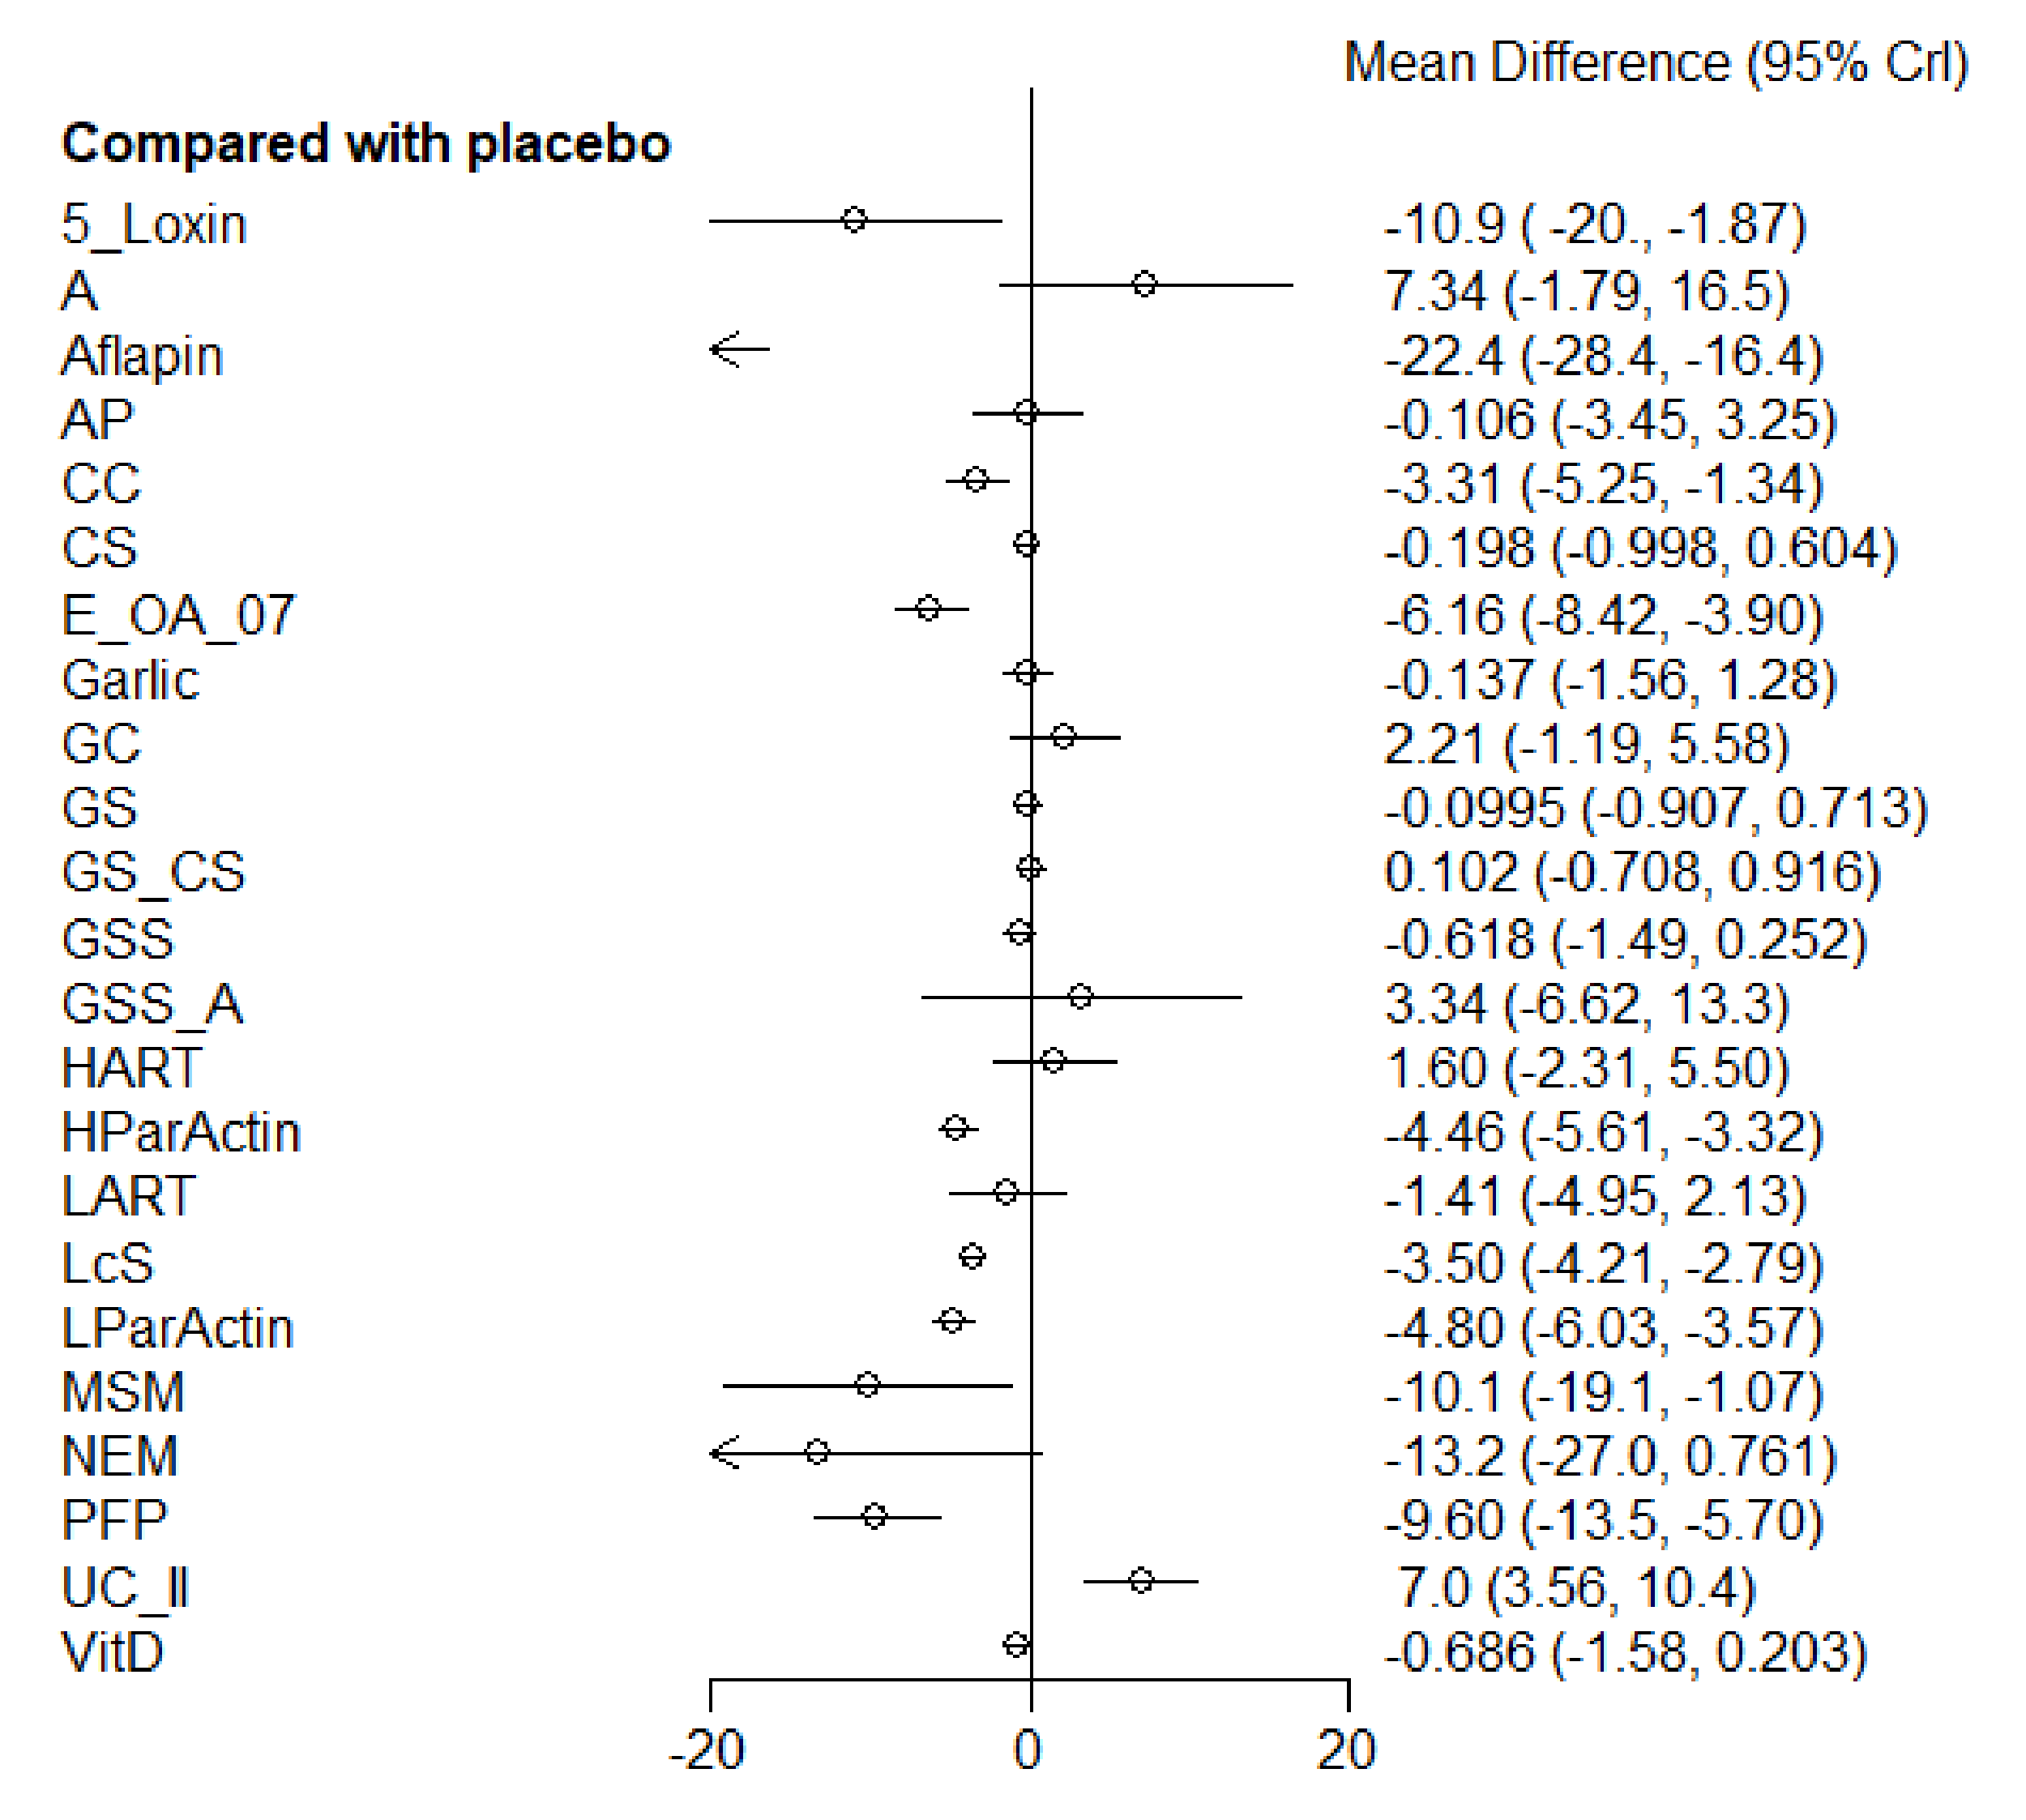 Mean Difference (95% CrI)
Compared with placebo
5_Loxin -10.9 ( -20., -1.87)
A 7.34 (-1.79, 16.5)
Aflapin -22.4 (-28.4, -16.4)
AP -0.106 (-3.45, 3.25)
CC -3.31 (-5.25, -1.34)
CS -0.198 (-0.998, 0.604)
E_OA_07 -6.16 (-8.42, -3.90)
Garlic -0.137 (-1.56, 1.28)
GC 2.21 (-1.19, 5.58)
GS -0.0995 (-0.907, 0.713)
GS_CS 0.102 (-0.708, 0.916)
GSS -0.618 (-1.49, 0.252)
GSS_A 3.34 (-6.62, 13.3)
HART 1.60 (-2.31, 5.50)
HParActin -4.46 (-5.61, -3.32)
LART -1.41 (-4.95, 2.13)
LcS -3.50 (-4.21, -2.79)
LParActin -4.80 (-6.03, -3.57)
MSM -10.1 (-19.1, -1.07)
NEM -13.2 (-27.0, 0.761)
PFP -9.60 (-13.5, -5.70)
UC_II 7.0 (3.56, 10.4)
VitD -0.686 (-1.58, 0.203)
-20 0 20